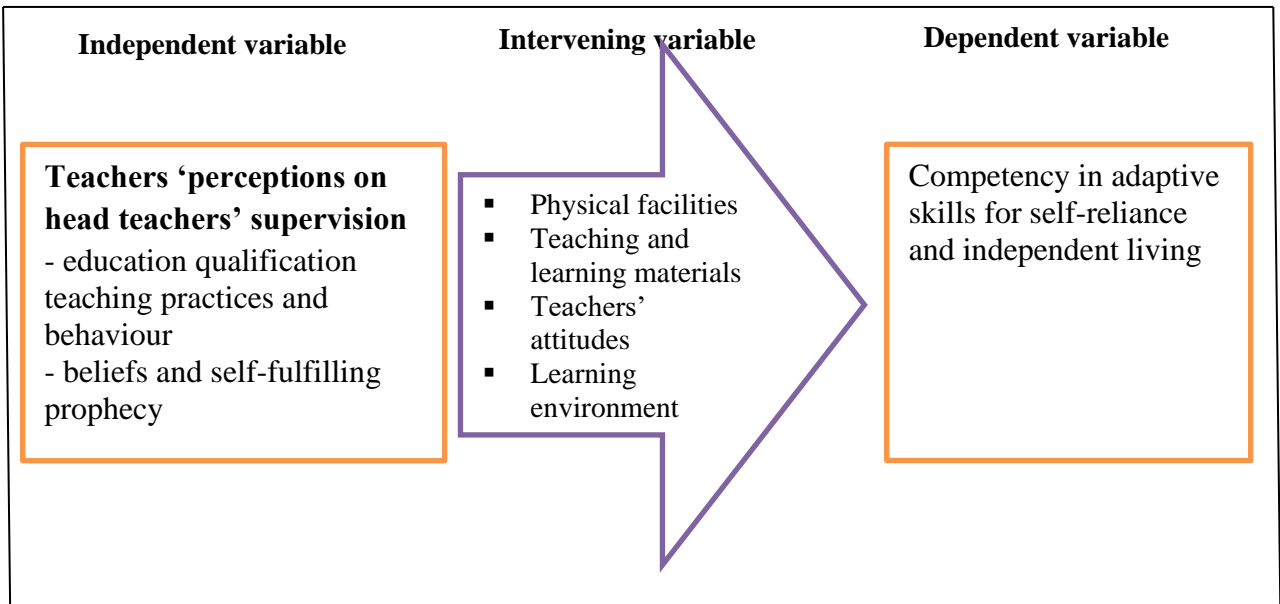 Independent variable
Intervening variable
Dependent variable
Teachers ‘perceptions on
head teachers’ supervision
- education qualification
teaching practices and
behaviour
- beliefs and self-fulfilling
prophecy
▪ Physical facilities
▪ Teaching and
learning materials
▪ Teachers’
attitudes
▪ Learning
environment
Competency in adaptive
skills for self-reliance
and independent living